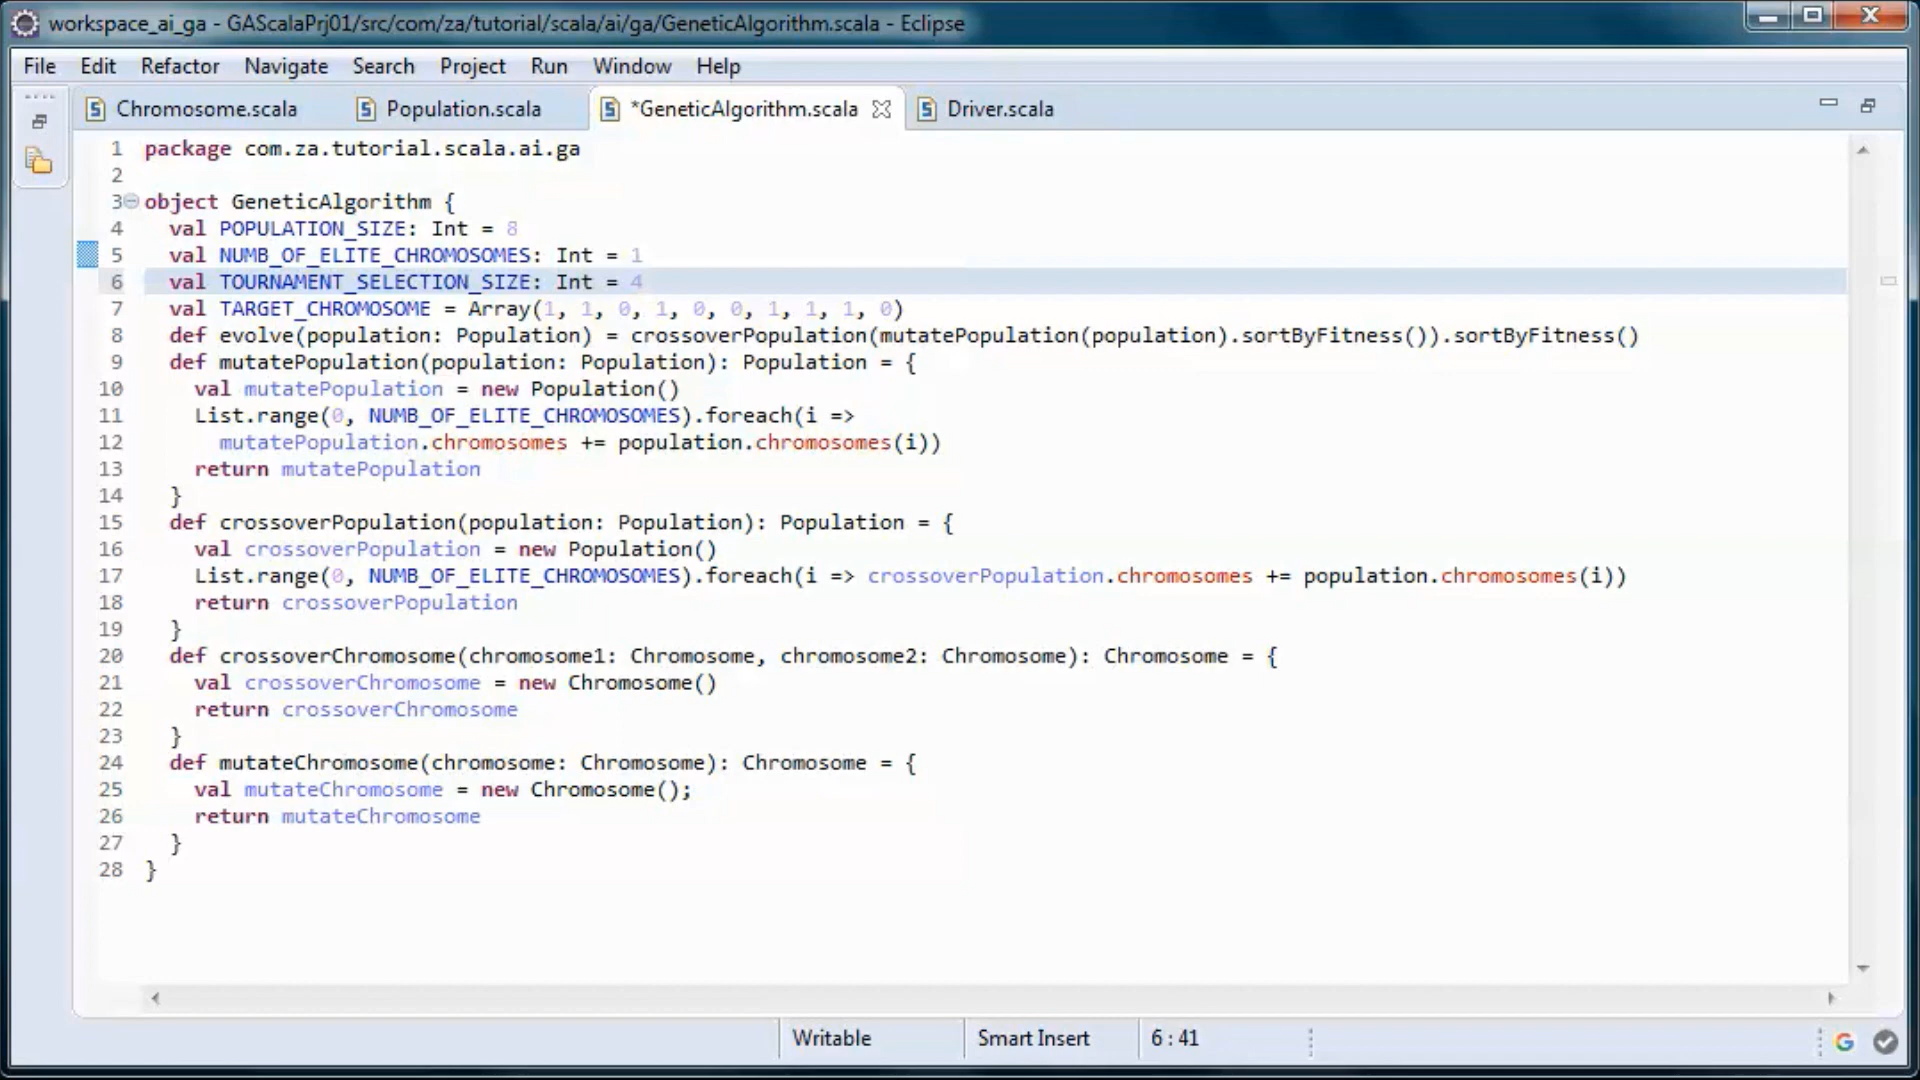 workspace_ai_ga - GAScalaPrj01/src/com/za/tutorial/scala/ai/ga/GeneticAlgorithm.scala - Eclipse
File Edit Refactor Navigate Search Project Run Window Help
Chromosome.scala Population.scala *GeneticAlgorithm.scala Driver.scala
1 package com.za.tutorial.scala.ai.ga
2
3 object GeneticAlgorithm {
4 val POPULATION_SIZE: Int = 8
5 val NUMB_OF_ELITE_CHROMOSOMES: Int = 1
6 val TOURNAMENT_SELECTION_SIZE: Int = 4
7 val TARGET_CHROMOSOME = Array(1, 1, 0, 1, 0, 0, 1, 1, 1, 0)
8 def evolve(population: Population) = crossoverPopulation(mutatePopulation(population).sortByFitness()).sortByFitness()
9 def mutatePopulation(population: Population): Population = {
10 val mutatePopulation = new Population()
11 List.range(0, NUMB_OF_ELITE_CHROMOSOMES).foreach(i =>
12 mutatePopulation.chromosomes += population.chromosomes(i))
13 return mutatePopulation
14 }
15 def crossoverPopulation(population: Population): Population = {
16 val crossoverPopulation = new Population()
17 List.range(0, NUMB_OF_ELITE_CHROMOSOMES).foreach(i => crossoverPopulation.chromosomes += population.chromosomes(i))
18 return crossoverPopulation
19 }
20 def crossoverChromosome(chromosome1: Chromosome, chromosome2: Chromosome): Chromosome = {
21 val crossoverChromosome = new Chromosome()
22 return crossoverChromosome
23 }
24 def mutateChromosome(chromosome: Chromosome): Chromosome = {
25 val mutateChromosome = new Chromosome();
26 return mutateChromosome
27 }
28 }
Writable Smart Insert 6 : 41